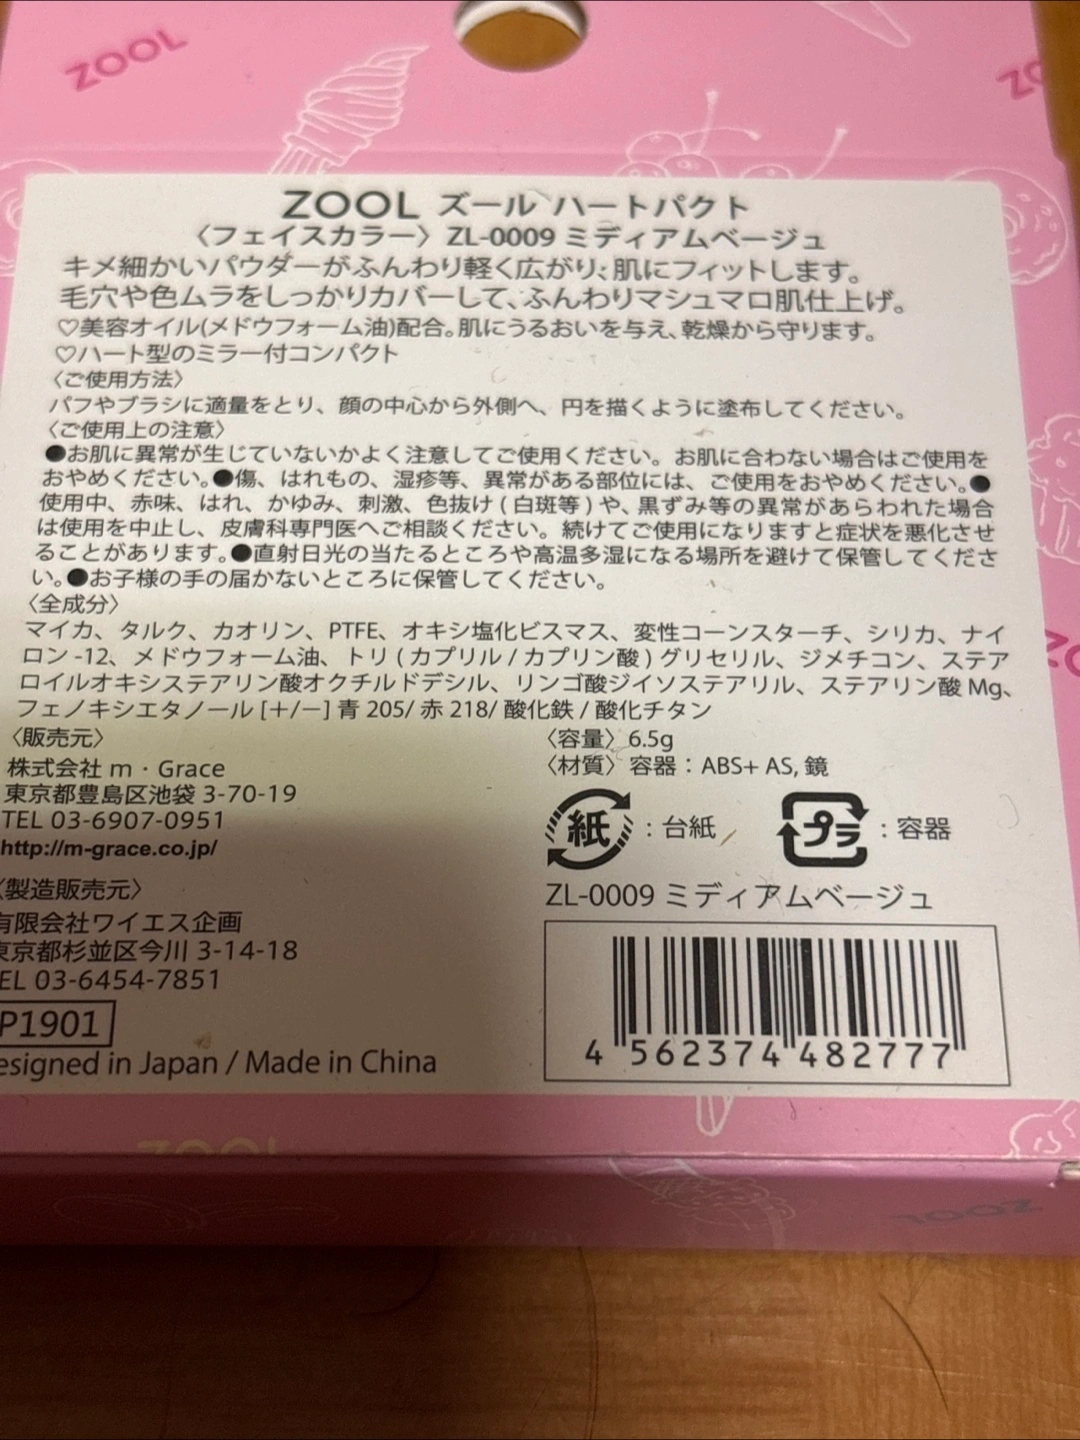 ZOOL
ZOOL ズール ハートパクト
〈フェイスカラー〉 ZL-0009 ミディアムベージュ
キメ細かいパウダーがふんわり軽く広がり、肌にフィットします。
毛穴や色ムラをしっかりカバーして、ふんわりマシュマロ肌仕上げ。
♡美容オイル(メドウフォーム油)配合。肌にうるおいを与え、乾燥から守ります。
♡ハート型のミラー付コンパクト
〈ご使用方法〉
パフやブラシに適量をとり、顔の中心から外側へ、円を描くように塗布してください。
〈ご使用上の注意〉
●お肌に異常が生じていないかよく注意してご使用ください。お肌に合わない場合はご使用を
おやめください。●傷、はれもの、湿疹等、異常がある部位には、ご使用をおやめください。●
使用中、赤味、はれ、かゆみ、刺激、色抜け(白斑等)や、黒ずみ等の異常があらわれた場合
は使用を中止し、皮膚科専門医へご相談ください。続けてご使用になりますと症状を悪化させ
ることがあります。●直射日光の当たるところや高温多湿になる場所を避けて保管してくださ
い。●お子様の手の届かないところに保管してください。
〈全成分〉
マイカ、タルク、カオリン、PTFE、オキシ塩化ビスマス、変性コーンスターチ、シリカ、ナイ
ロン-12、メドウフォーム油、トリ(カプリル/カプリン酸)グリセリル、ジメチコン、ステア
ロイルオキシステアリン酸オクチルドデシル、リンゴ酸ジイソステアリル、ステアリン酸Mg、
フェノキシエタノール [+/ー] 青205/赤218/酸化鉄/酸化チタン
〈販売元〉
株式会社 m・Grace
東京都豊島区池袋 3-70-19
TEL 03-6907-0951
http://m-grace.co.jp/
〈製造販売元〉
有限会社ワイエス企画
東京都杉並区今川 3-14-18
EL 03-6454-7851
P1901
esigned in Japan / Made in China
〈容量〉 6.5g
〈材質〉容器：ABS+ AS, 鏡
紙：台紙 プラ：容器
ZL-0009 ミディアムベージュ
4 562374 482777
ZOOL
ZOOL